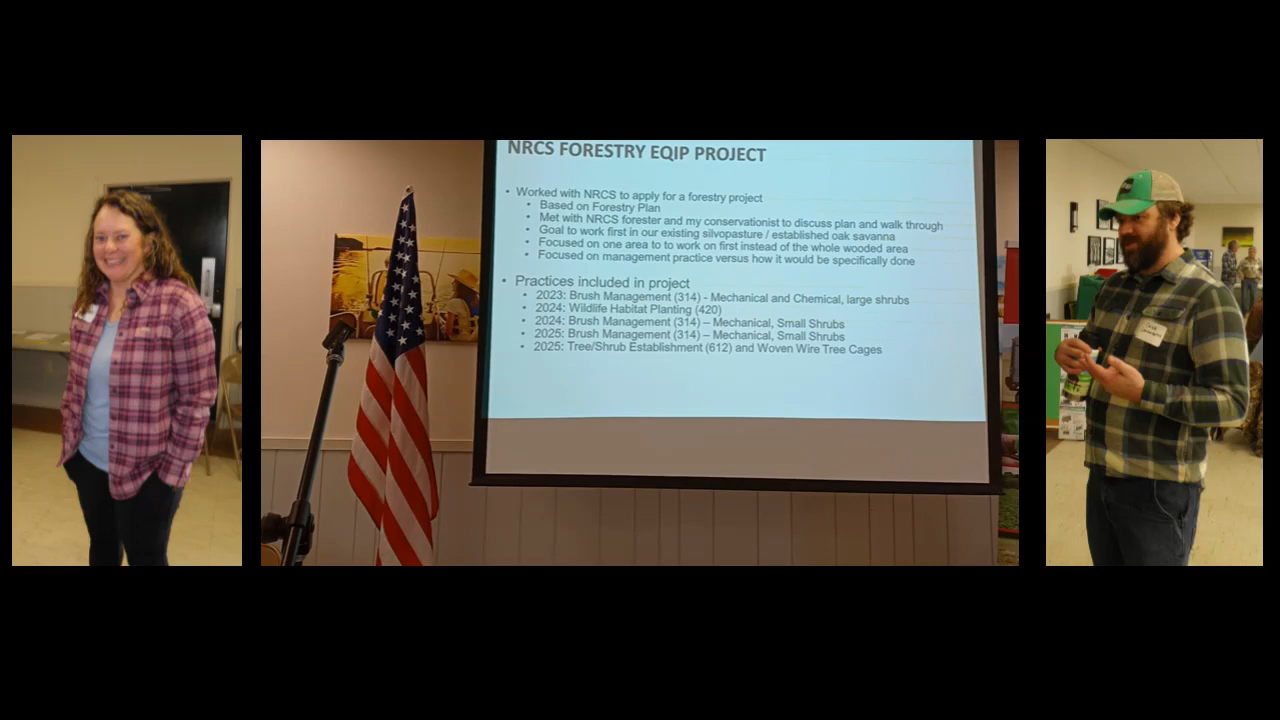 NRCS FORESTRY EQIP PROJECT
• Worked with NRCS to apply for a forestry project
• Based on Forestry Plan
• Met with NRCS forester and my conservationist to discuss plan and walk through
• Goal to work first in our existing silvopasture / established oak savanna
• Focused on one area to to work on first instead of the whole wooded area
• Focused on management practice versus how it would be specifically done
• Practices included in project
• 2023: Brush Management (314) - Mechanical and Chemical, large shrubs
• 2024: Wildlife Habitat Planting (420)
• 2024: Brush Management (314) – Mechanical, Small Shrubs
• 2025: Brush Management (314) – Mechanical, Small Shrubs
• 2025: Tree/Shrub Establishment (612) and Woven Wire Tree Cages